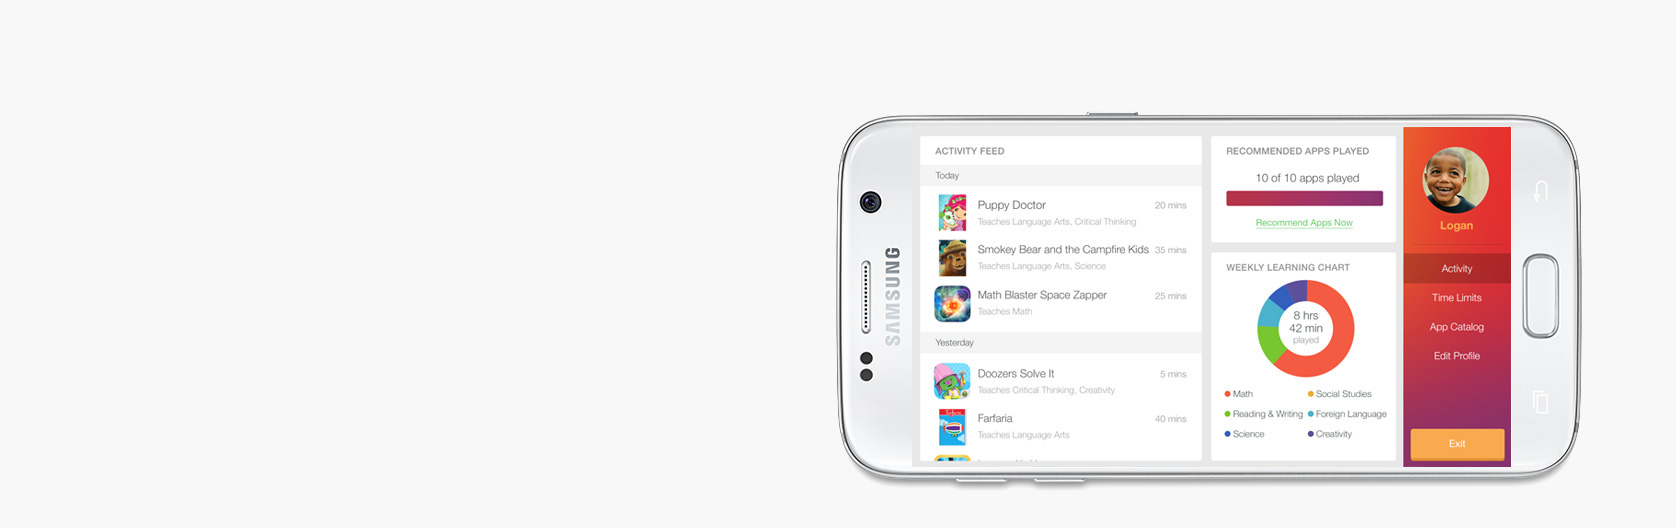 SAMSUNG
ACTIVITY FEED
Today
Puppy Doctor 20 mins
Teaches Language Arts, Critical Thinking
Smokey Bear and the Campfire Kids 35 mins
Teaches Language Arts, Science
Math Blaster Space Zapper 25 mins
Teaches Math
Yesterday
Doozers Solve It 5 mins
Teaches Critical Thinking, Creativity
Farfaria 40 mins
Teaches Language Arts
RECOMMENDED APPS PLAYED
10 of 10 apps played
Recommend Apps Now
WEEKLY LEARNING CHART
8 hrs
42 min
played
Math Social Studies
Reading & Writing Foreign Language
Science Creativity
Logan
Activity
Time Limits
App Catalog
Edit Profile
Exit